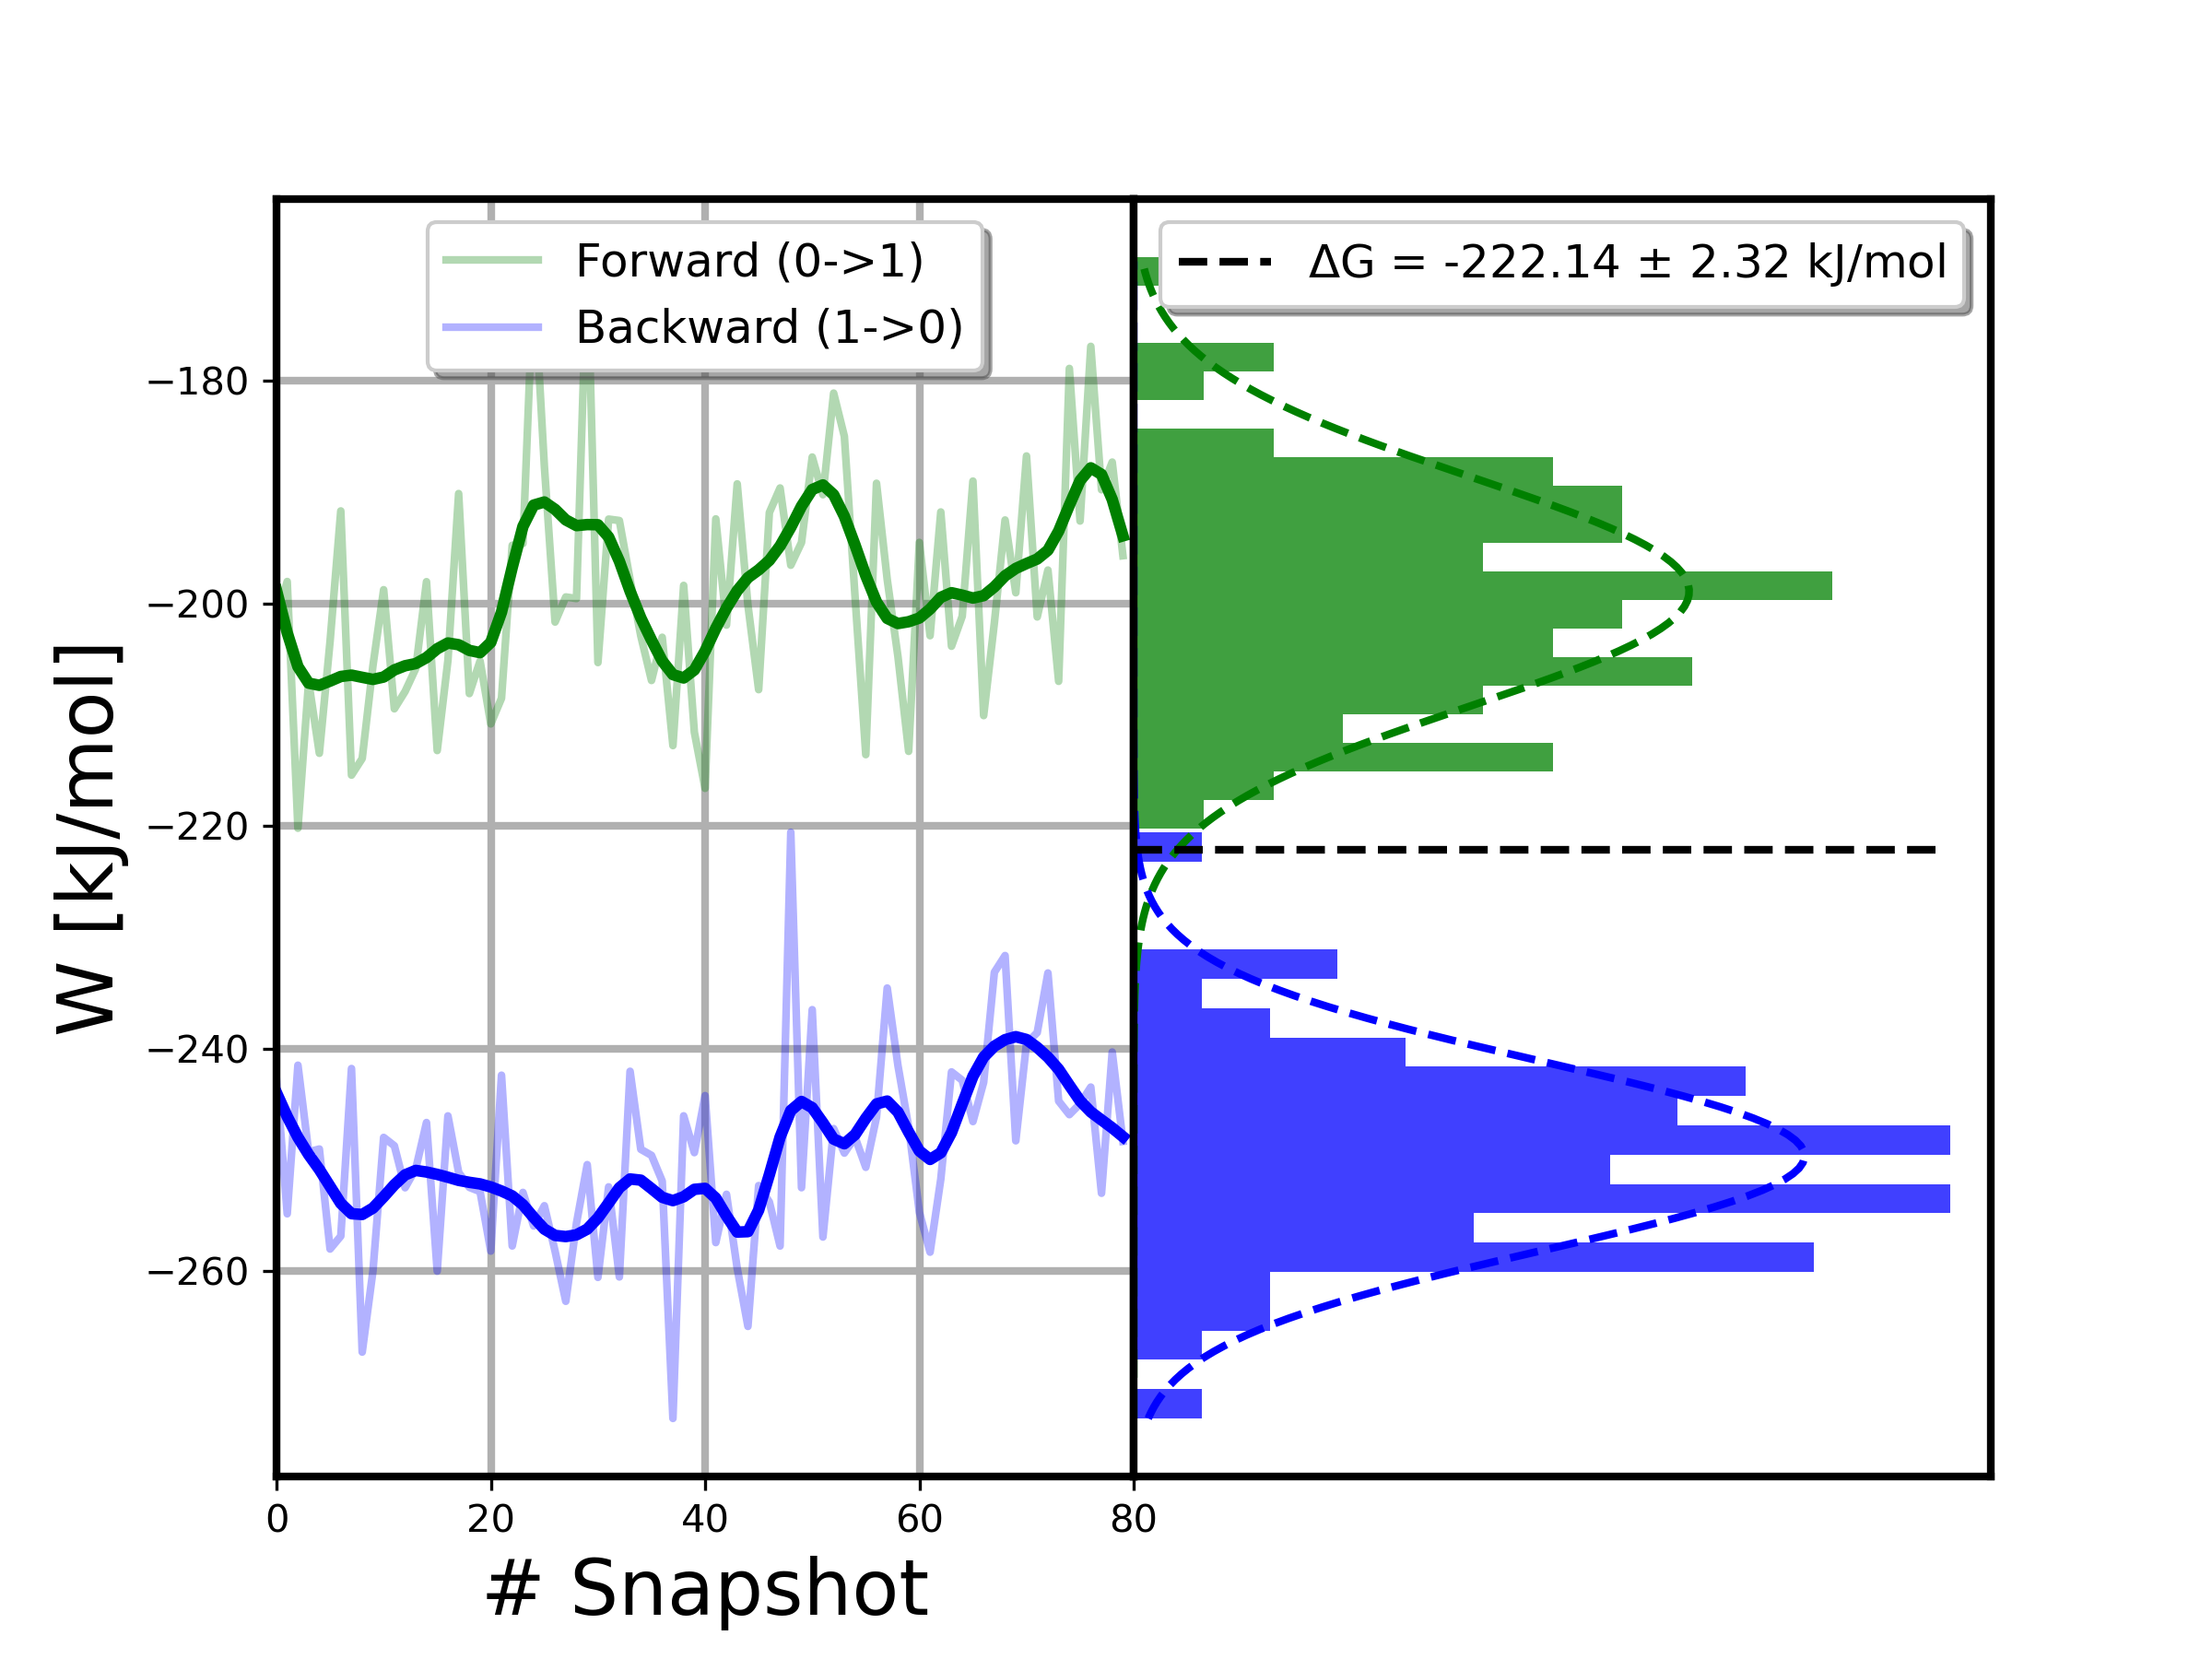 Forward (0->1)
Backward (1->0)
ΔG = -222.14 ± 2.32 kJ/mol
−180
−200
−220
−240
−260
W [kJ/mol]
0 20 40 60 80
# Snapshot